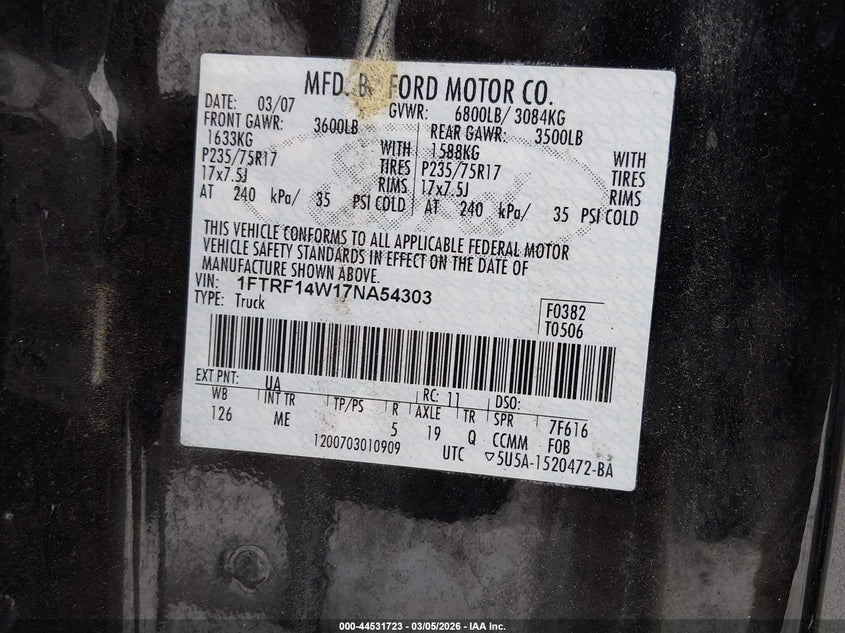 MFD. B FORD MOTOR CO.
DATE: 03/07 GVWR: 6800LB/ 3084KG
FRONT GAWR: 3600LB REAR GAWR: 3500LB
1633KG WITH 1588KG WITH
P235/75R17 TIRES P235/75R17 TIRES
17x7.5J RIMS 17x7.5J RIMS
AT 240 kPa/ 35 PSI COLD AT 240 kPa/ 35 PSI COLD
THIS VEHICLE CONFORMS TO ALL APPLICABLE FEDERAL MOTOR
VEHICLE SAFETY STANDARDS IN EFFECT ON THE DATE OF
MANUFACTURE SHOWN ABOVE.
VIN: 1FTRF14W17NA54303
TYPE: Truck
F0382
T0506
EXT PNT: UA RC: 11 DSO:
WB INT TR TP/PS R AXLE TR SPR 7F616
126 ME 5 19 Q CCMM FOB
1200703010909 UTC ▽5U5A-1520472-BA
000-44531723 — 03/05/2026 — IAA Inc.